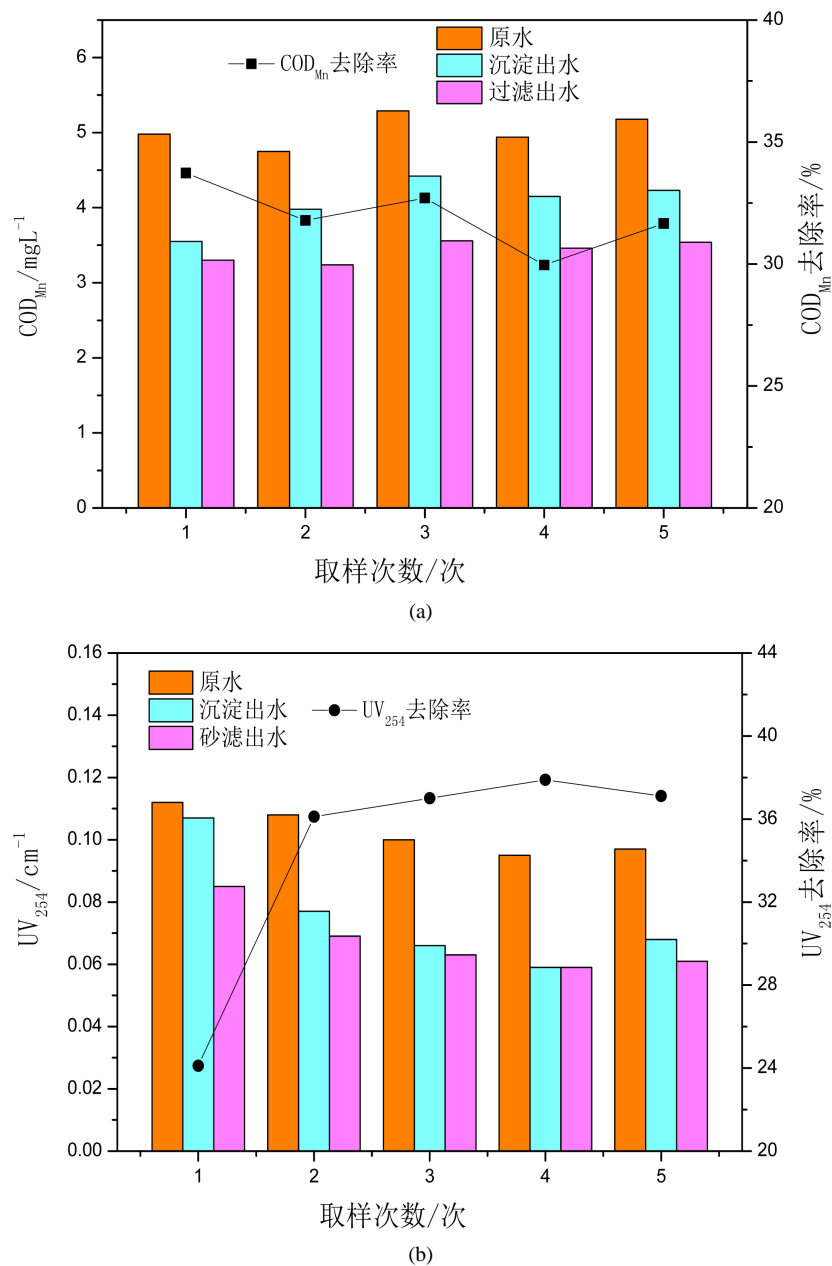 原水
沉淀出水
过滤出水
COD_Mn去除率
6
5
4
3
2
1
0
COD_Mn/mgL^-1
40
35
30
25
20
COD_Mn去除率/%
1 2 3 4 5
取样次数/次
(a)
原水
沉淀出水
砂滤出水
UV_254去除率
0.16
0.14
0.12
0.10
0.08
0.06
0.04
0.02
0.00
UV_254/cm^-1
44
40
36
32
28
24
20
UV_254去除率/%
1 2 3 4 5
取样次数/次
(b)